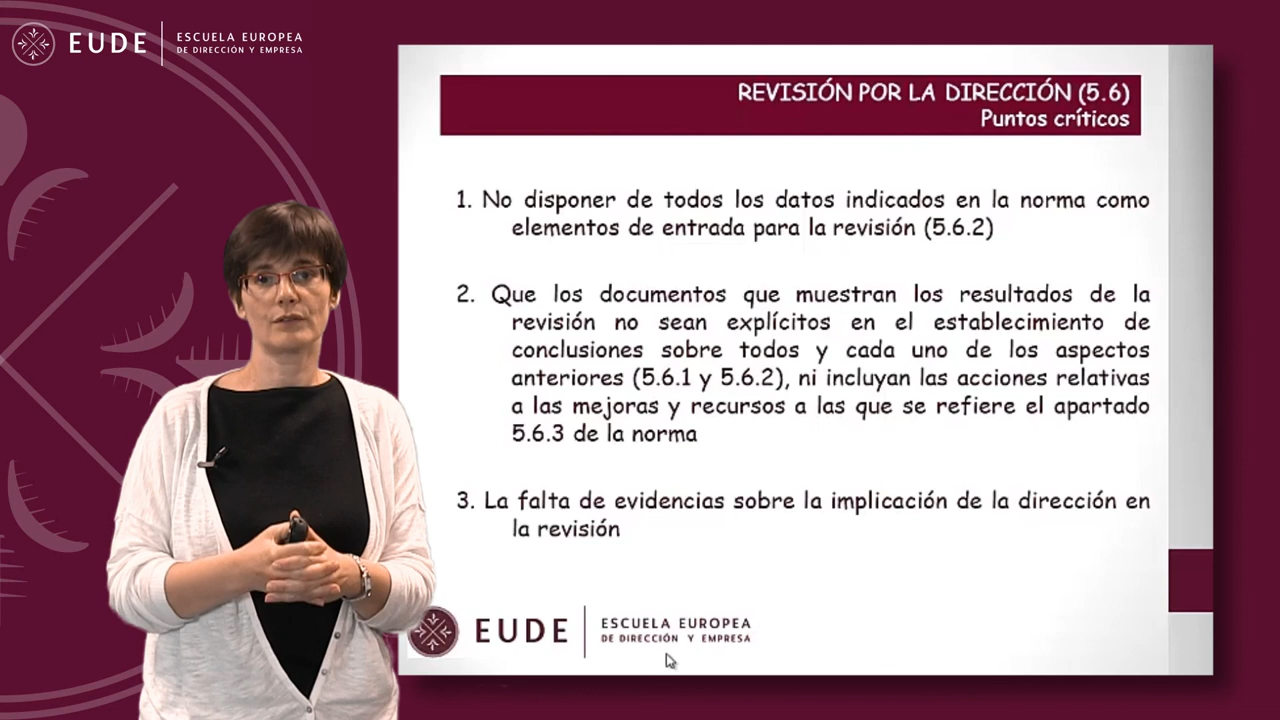 EUDE
ESCUELA EUROPEA
DE DIRECCIÓN Y EMPRESA
REVISIÓN POR LA DIRECCIÓN (5.6)
Puntos críticos
1. No disponer de todos los datos indicados en la norma como
elementos de entrada para la revisión (5.6.2)
2. Que los documentos que muestran los resultados de la
revisión no sean explícitos en el establecimiento de
conclusiones sobre todos y cada uno de los aspectos
anteriores (5.6.1 y 5.6.2), ni incluyan las acciones relativas
a las mejoras y recursos a las que se refiere el apartado
5.6.3 de la norma
3. La falta de evidencias sobre la implicación de la dirección en
la revisión
EUDE
ESCUELA EUROPEA
DE DIRECCIÓN Y EMPRESA